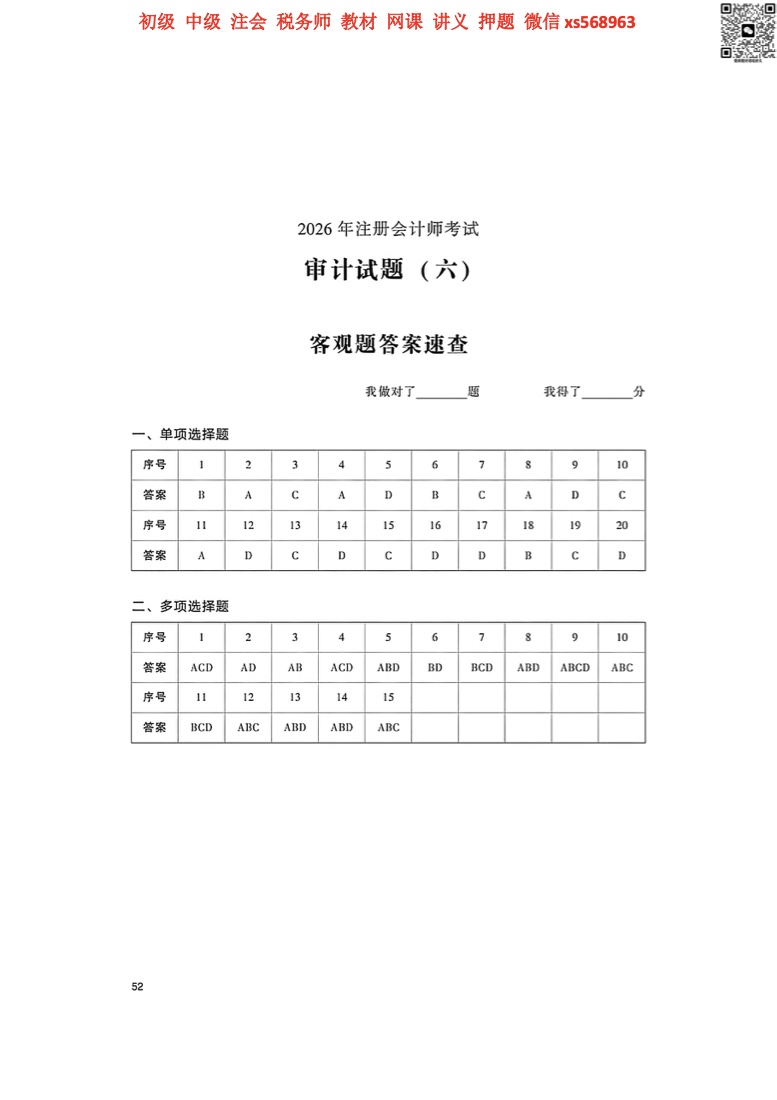 初级 中级 注会 税务师 教材 网课 讲义 押题 微信 xs568963
2026 年注册会计师考试
审计试题（六）
客观题答案速查
我做对了______题 我得了______分
一、单项选择题
序号 1 2 3 4 5 6 7 8 9 10
答案 B A C A D B C A D C
序号 11 12 13 14 15 16 17 18 19 20
答案 A D C D C D D B C D
二、多项选择题
序号 1 2 3 4 5 6 7 8 9 10
答案 ACD AD AB ACD ABD BD BCD ABD ABCD ABC
序号 11 12 13 14 15
答案 BCD ABC ABD ABD ABC
52